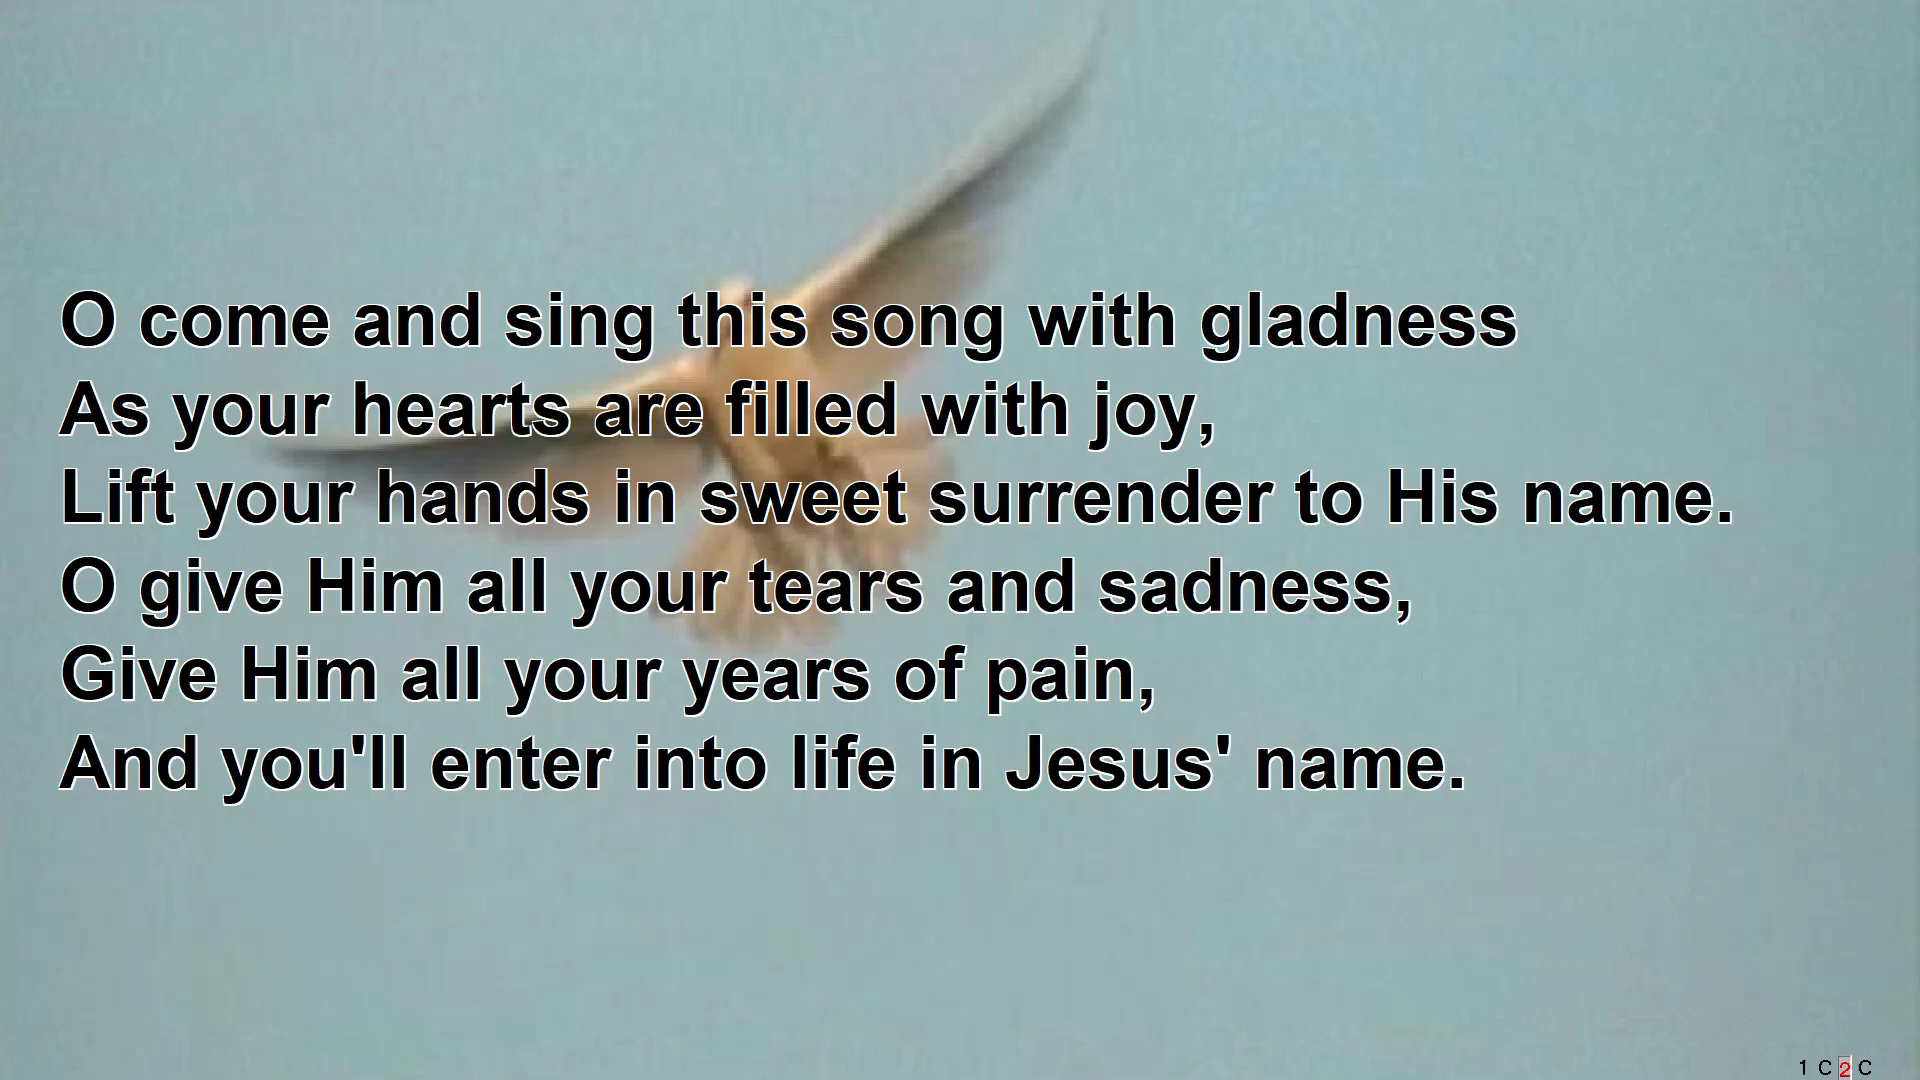 O come and sing this song with gladness
As your hearts are filled with joy,
Lift your hands in sweet surrender to His name.
O give Him all your tears and sadness,
Give Him all your years of pain,
And you'll enter into life in Jesus' name.
1 C 2 C